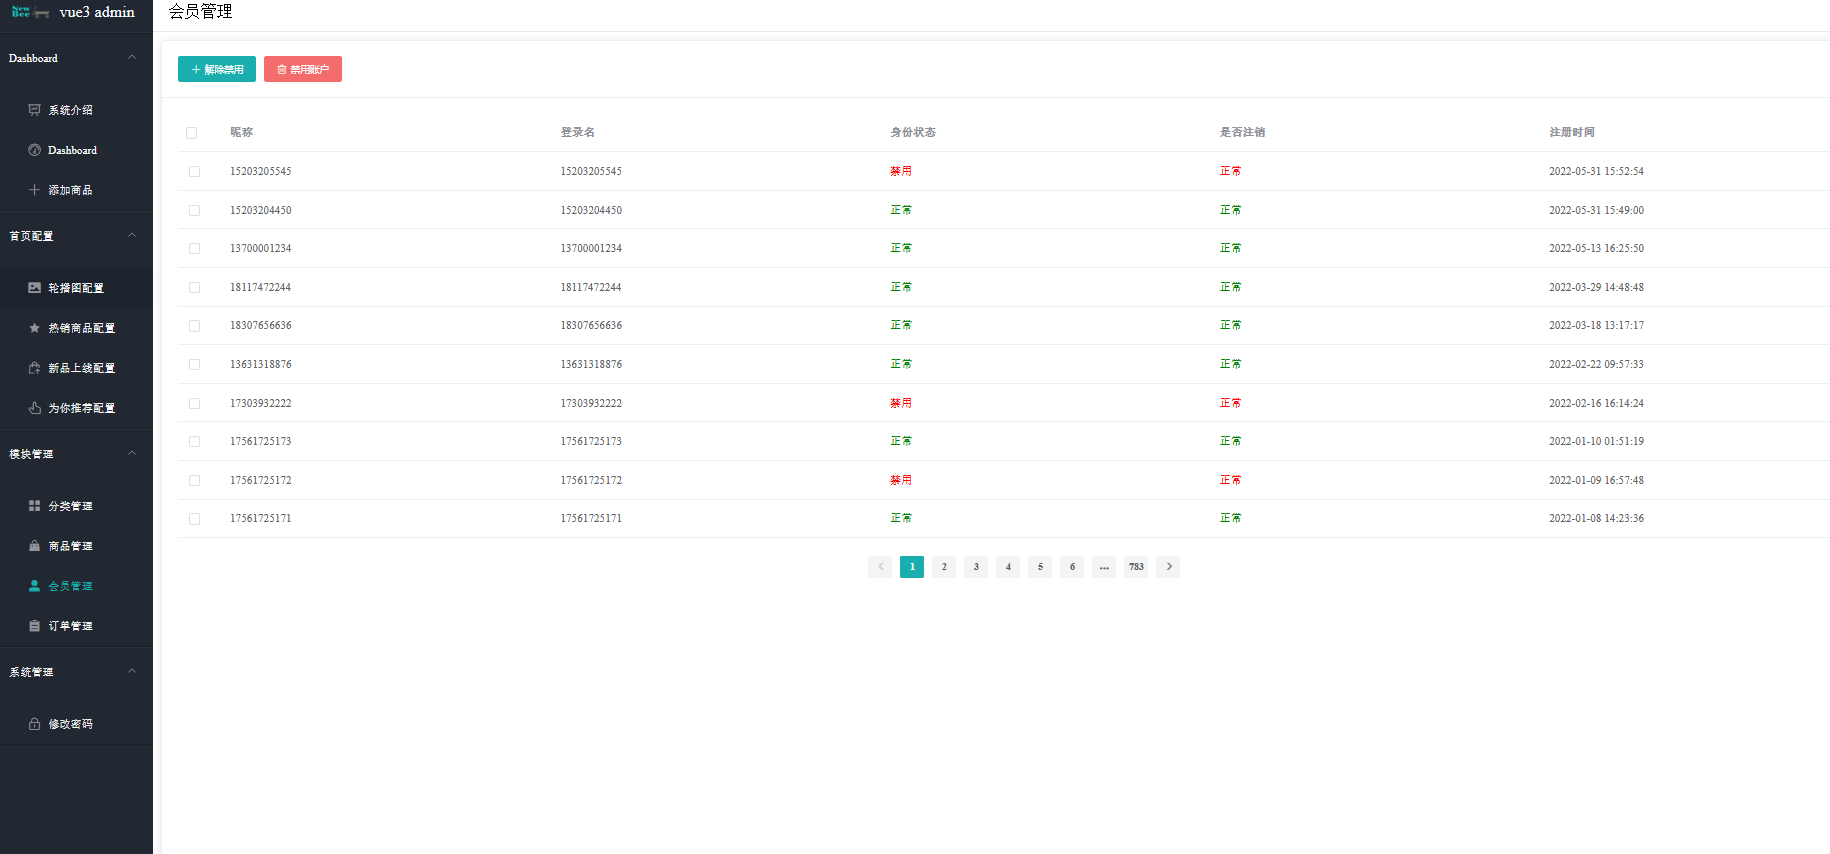 New Bee vue3 admin
Dashboard
系统介绍
Dashboard
添加商品
首页配置
轮播图配置
热销商品配置
新品上线配置
为你推荐配置
模块管理
分类管理
商品管理
会员管理
订单管理
系统管理
修改密码
会员管理
解除禁用 禁用账户
昵称 登录名 身份状态 是否注销 注册时间
15203205545 15203205545 禁用 正常 2022-05-31 15:52:54
15203204450 15203204450 正常 正常 2022-05-31 15:49:00
13700001234 13700001234 正常 正常 2022-05-13 16:25:50
18117472244 18117472244 正常 正常 2022-03-29 14:48:48
18307656636 18307656636 正常 正常 2022-03-18 13:17:17
13631318876 13631318876 正常 正常 2022-02-22 09:57:33
17303932222 17303932222 禁用 正常 2022-02-16 16:14:24
17561725173 17561725173 正常 正常 2022-01-10 01:51:19
17561725172 17561725172 禁用 正常 2022-01-09 16:57:48
17561725171 17561725171 正常 正常 2022-01-08 14:23:36
1 2 3 4 5 6 ... 783